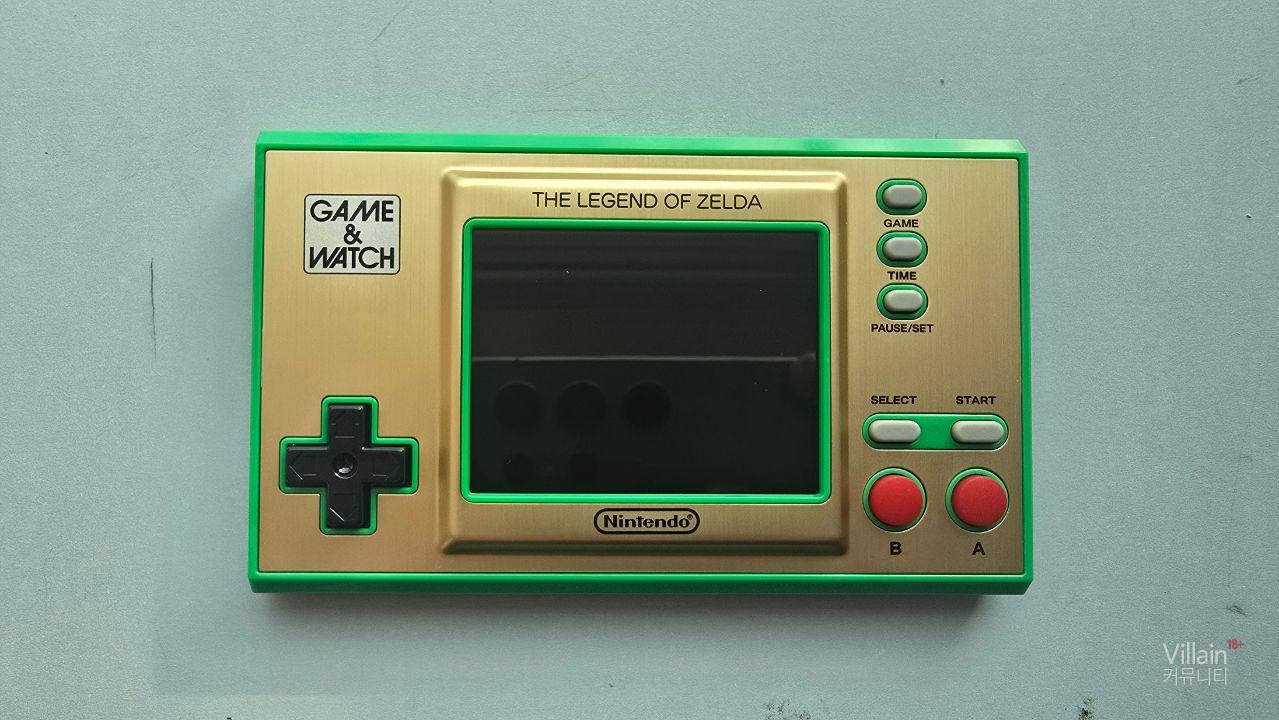 THE LEGEND OF ZELDA
GAME
&
WATCH
GAME
TIME
PAUSE/SET
SELECT START
Nintendo®
B A
Villain 18+
커뮤니티